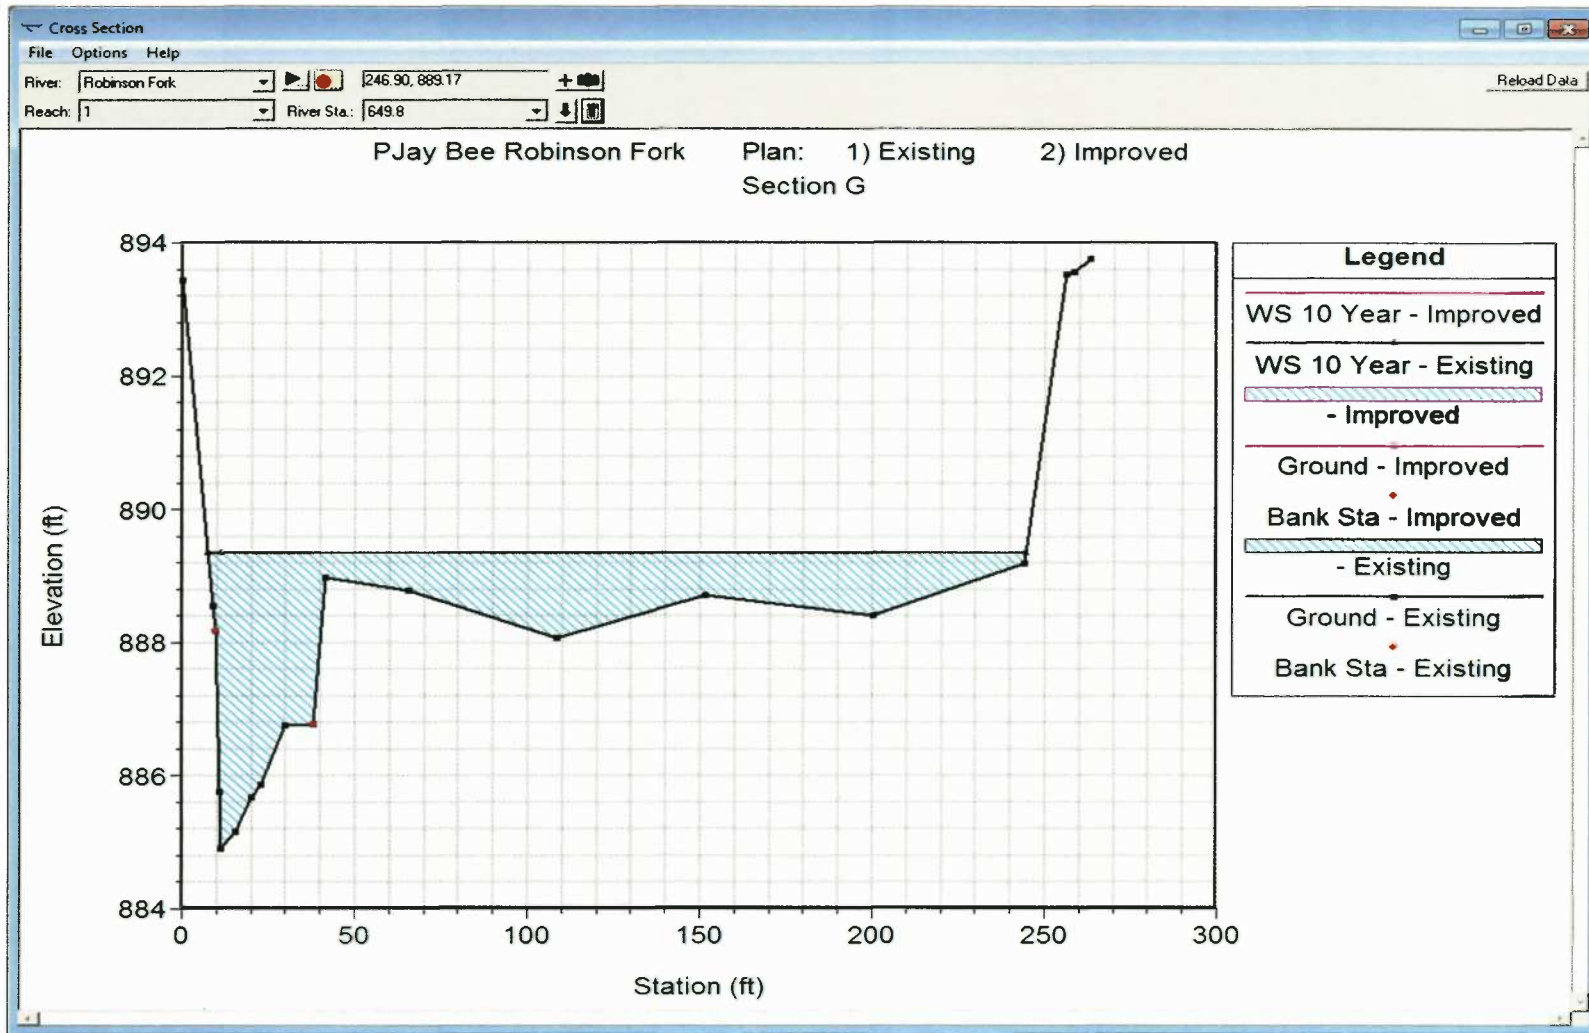 Cross Section
File Options Help
River: Robinson Fork 246.90, 889.17 Reload Data
Reach: 1 River Sta.: 649.8
PJay Bee Robinson Fork Plan: 1) Existing 2) Improved
Section G
894
892
890
888
886
884
Elevation (ft)
0 50 100 150 200 250 300
Station (ft)
Legend
WS 10 Year - Improved
WS 10 Year - Existing
- Improved
Ground - Improved
Bank Sta - Improved
- Existing
Ground - Existing
Bank Sta - Existing